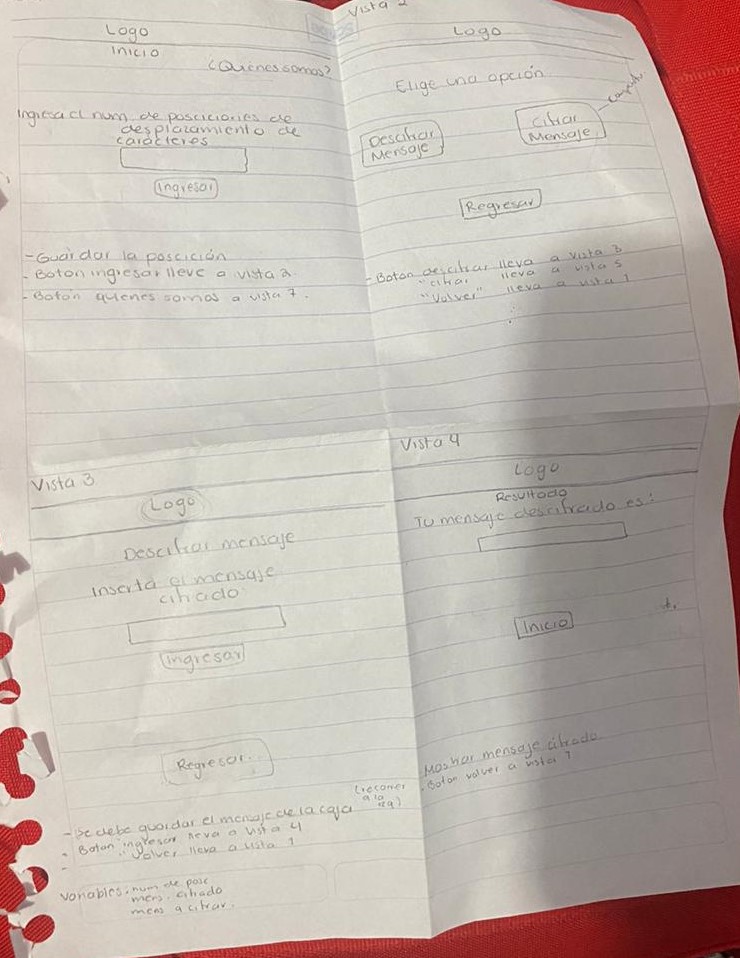 Logo
Inicio
¿Quienes somos?
Ingresa el num de posciciones de
desplazamiento de
caracteres
Ingresar
-Guardar la poscición
- Boton ingresar lleve a vista 2
- Botón quienes somos a vista 7.
Vista 2
Logo
Elige una opción
Descifrar
Mensaje
Cifrar
Mensaje
Regresar
- Boton descifrar lleva a vista 3
"cifrar lleva a vista 5
"Volver" lleva a vista 1
Vista 3
Logo
Descifrar mensaje
Inserta el mensaje
cifrado
Ingresar
Regresar
(recorrer
a la
izq)
- Se debe guardar el mensaje de la caja
- Boton ingresar lleva a vista 4
- " Volver lleva a vista 1
Variables: num de posc
mens. cifrado
mens a cifrar.
Vista 4
Logo
Resultado
Tu mensaje descifrado es:
Inicio
Mostrar mensaje cifrado
- Boton volver a vista